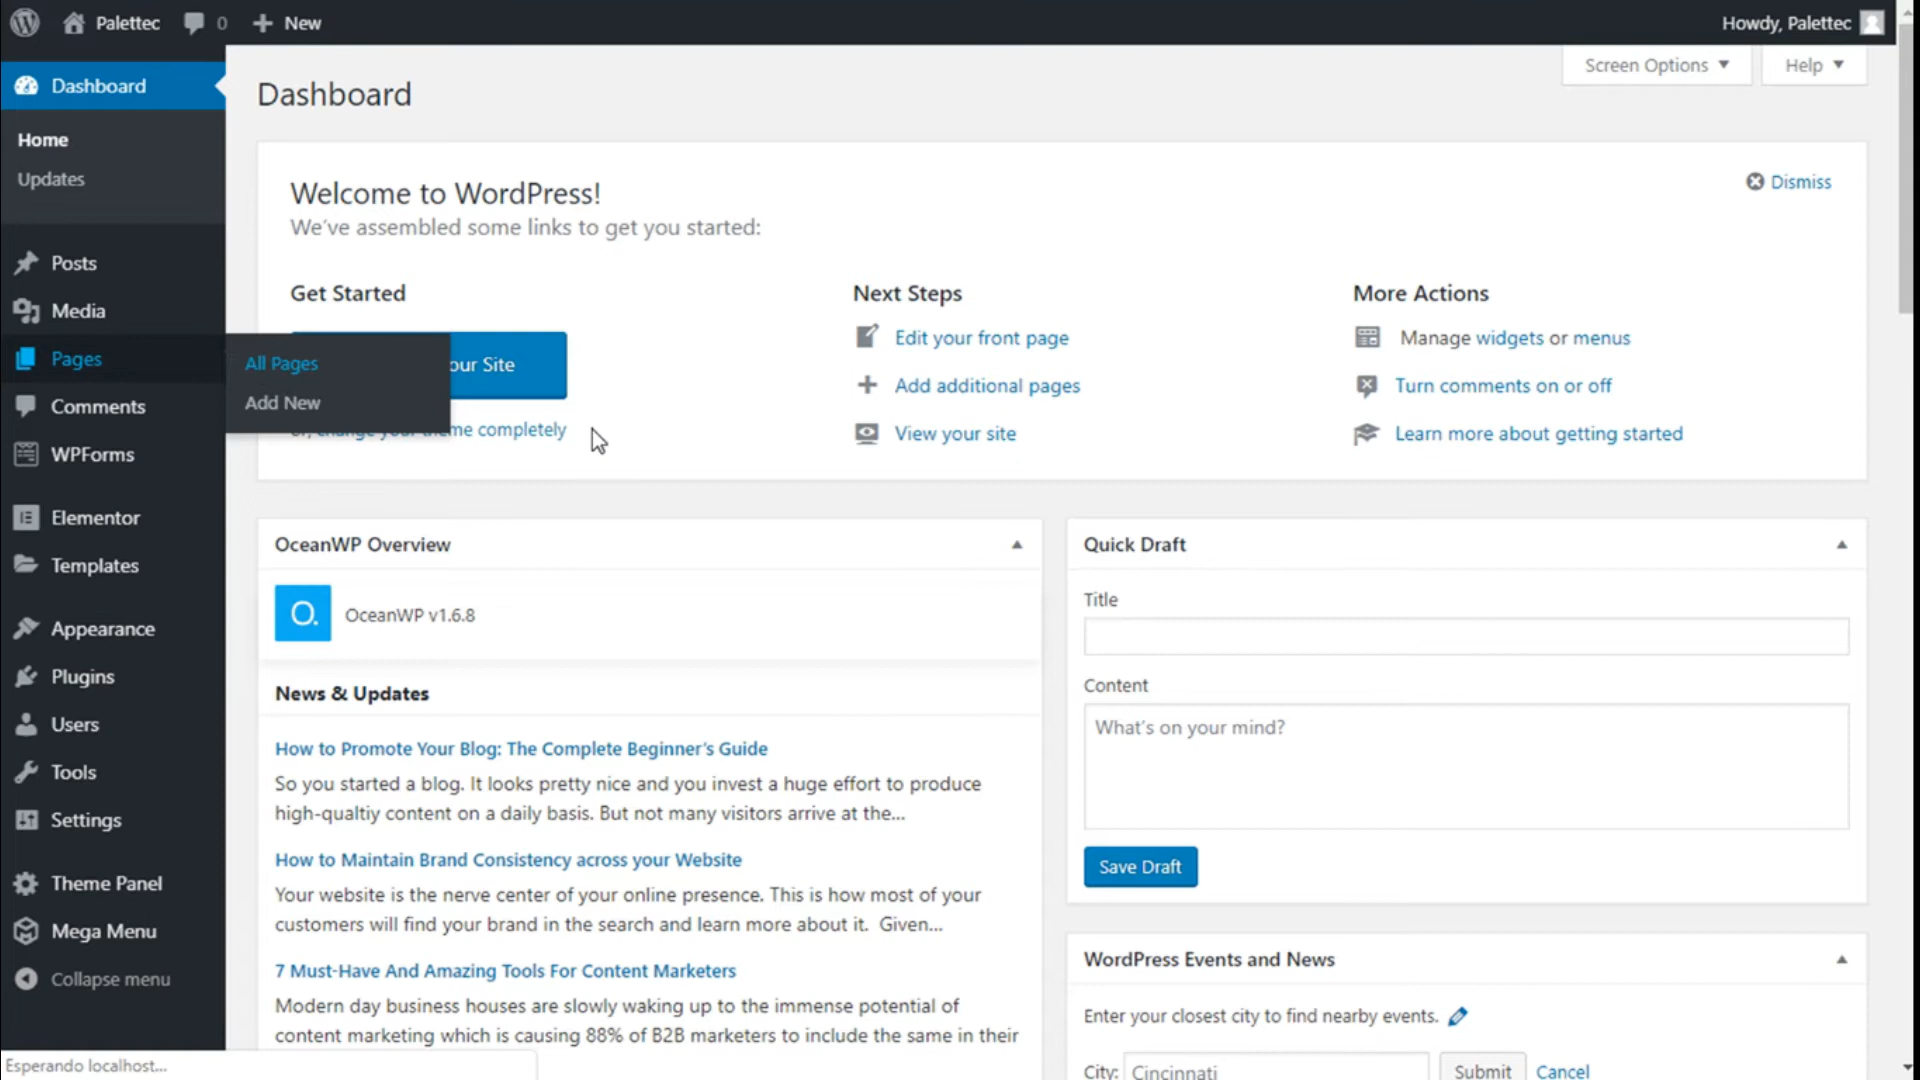 Palettec
0
New
Howdy, Palettec
Dashboard
Home
Updates
Posts
Media
Pages
All Pages
Add New
Comments
WPForms
Elementor
Templates
Appearance
Plugins
Users
Tools
Settings
Theme Panel
Mega Menu
Collapse menu
Screen Options
Help
Dashboard
Welcome to WordPress!
We've assembled some links to get you started:
Dismiss
Get Started
our Site
completely
Next Steps
Edit your front page
Add additional pages
View your site
More Actions
Manage widgets or menus
Turn comments on or off
Learn more about getting started
OceanWP Overview
O.
OceanWP v1.6.8
News & Updates
How to Promote Your Blog: The Complete Beginner's Guide
So you started a blog. It looks pretty nice and you invest a huge effort to produce
high-qualtiy content on a daily basis. But not many visitors arrive at the...
How to Maintain Brand Consistency across your Website
Your website is the nerve center of your online presence. This is how most of your
customers will find your brand in the search and learn more about it. Given...
7 Must-Have And Amazing Tools For Content Marketers
Modern day business houses are slowly waking up to the immense potential of
content marketing which is causing 88% of B2B marketers to include the same in their
Quick Draft
Title
Content
What's on your mind?
Save Draft
WordPress Events and News
Enter your closest city to find nearby events.
City: Cincinnati Submit Cancel
Esperando localhost...